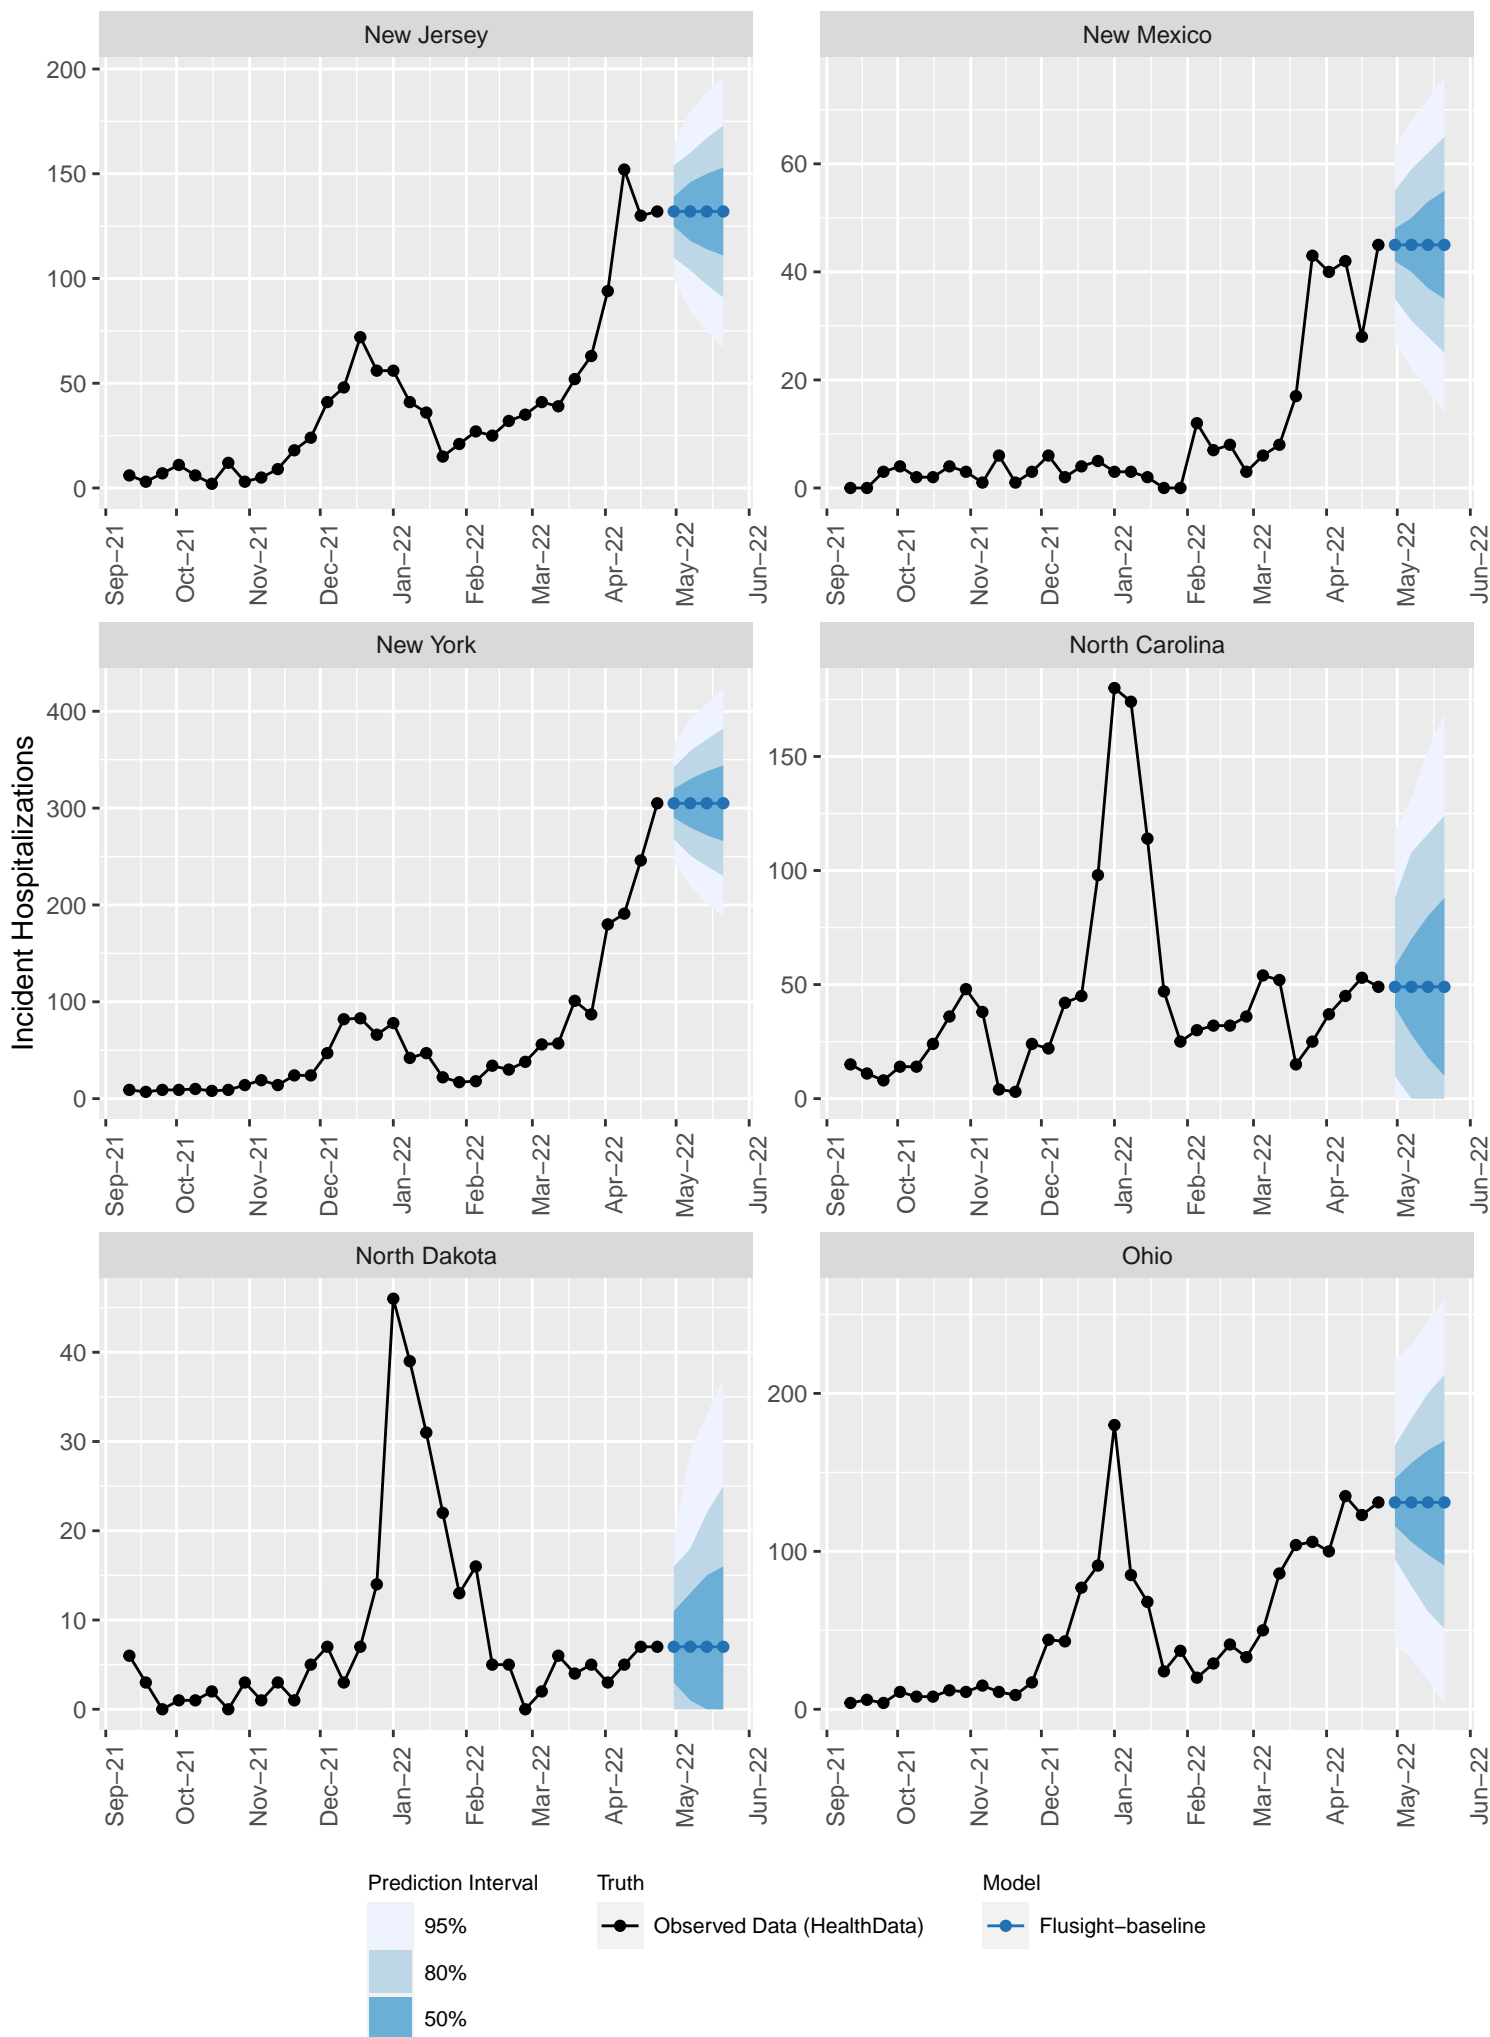 New Jersey
New Mexico
200
150
100
50
0
60
40
20
0
Sep−21
Oct−21
Nov−21
Dec−21
Jan−22
Feb−22
Mar−22
Apr−22
May−22
Jun−22
Sep−21
Oct−21
Nov−21
Dec−21
Jan−22
Feb−22
Mar−22
Apr−22
May−22
Jun−22
New York
North Carolina
Incident Hospitalizations
400
300
200
100
0
150
100
50
0
Sep−21
Oct−21
Nov−21
Dec−21
Jan−22
Feb−22
Mar−22
Apr−22
May−22
Jun−22
Sep−21
Oct−21
Nov−21
Dec−21
Jan−22
Feb−22
Mar−22
Apr−22
May−22
Jun−22
North Dakota
Ohio
40
30
20
10
0
200
100
0
Sep−21
Oct−21
Nov−21
Dec−21
Jan−22
Feb−22
Mar−22
Apr−22
May−22
Jun−22
Sep−21
Oct−21
Nov−21
Dec−21
Jan−22
Feb−22
Mar−22
Apr−22
May−22
Jun−22
Prediction Interval
95%
80%
50%
Truth
Observed Data (HealthData)
Model
Flusight−baseline